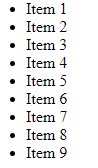 • Item 1
• Item 2
• Item 3
• Item 4
• Item 5
• Item 6
• Item 7
• Item 8
• Item 9